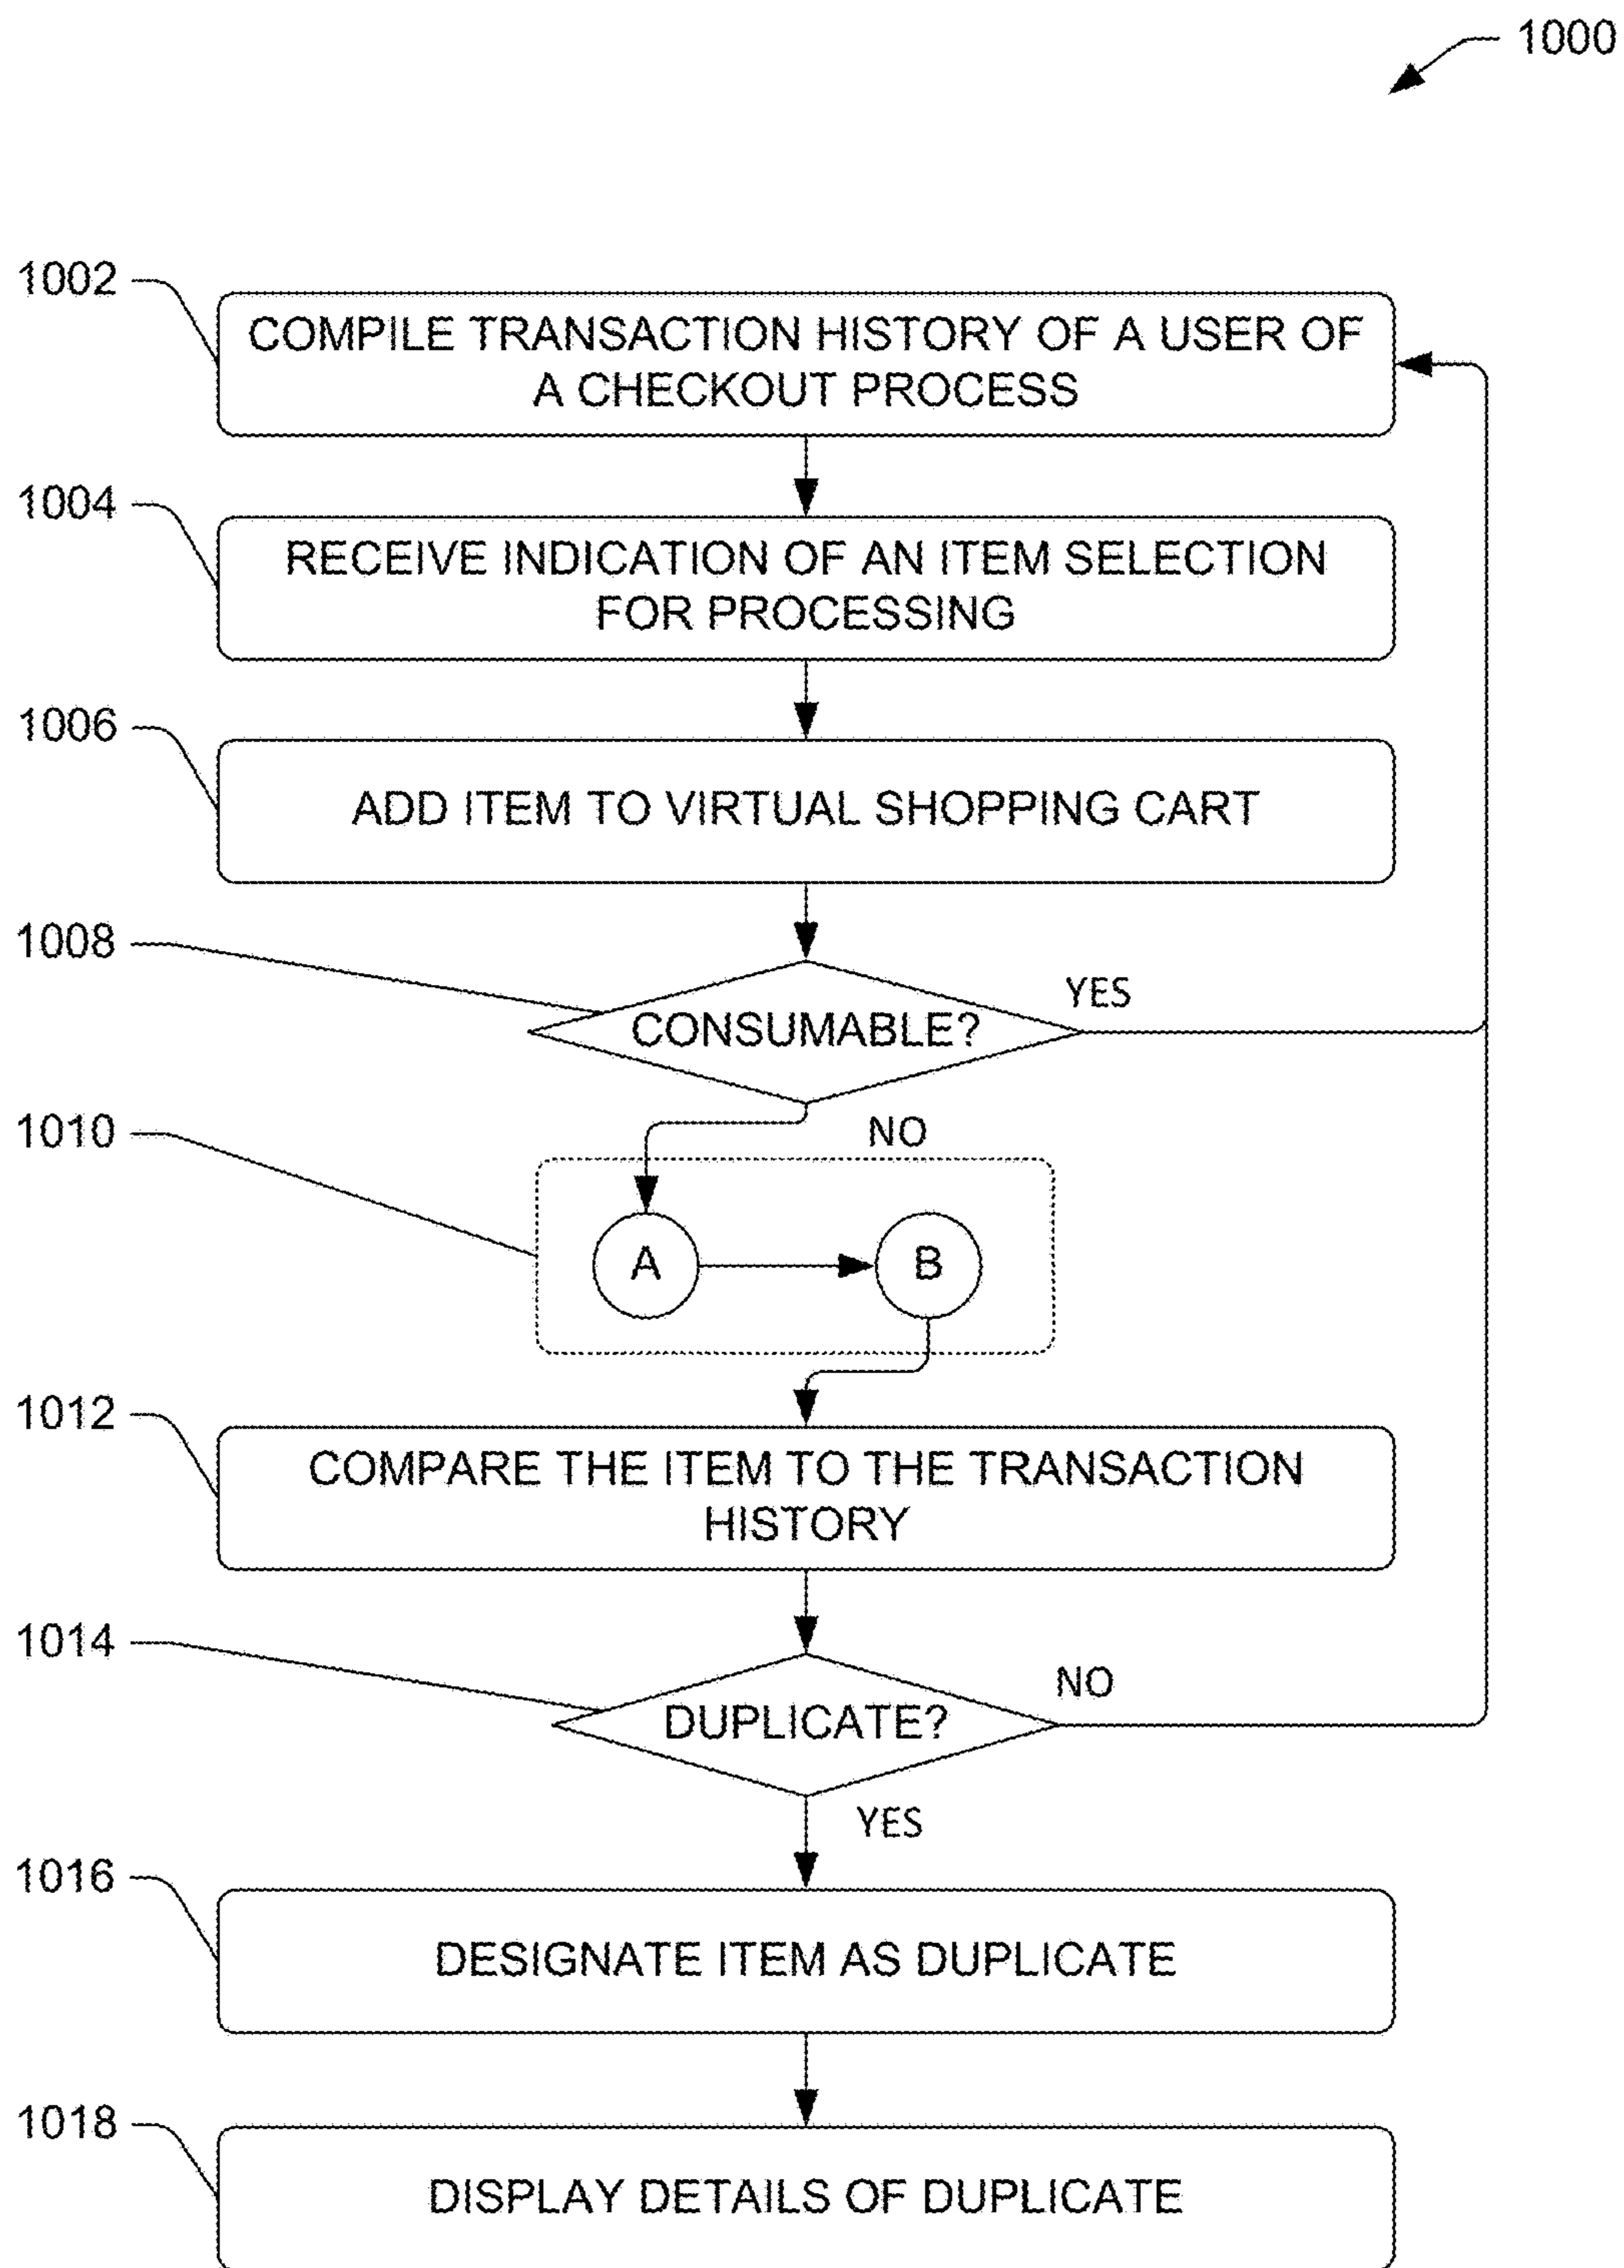 1000
1002
COMPILE TRANSACTION HISTORY OF A USER OF
A CHECKOUT PROCESS
1004
RECEIVE INDICATION OF AN ITEM SELECTION
FOR PROCESSING
1006
ADD ITEM TO VIRTUAL SHOPPING CART
1008
CONSUMABLE?
YES
1010
NO
A
B
1012
COMPARE THE ITEM TO THE TRANSACTION
HISTORY
1014
DUPLICATE?
NO
YES
1016
DESIGNATE ITEM AS DUPLICATE
1018
DISPLAY DETAILS OF DUPLICATE